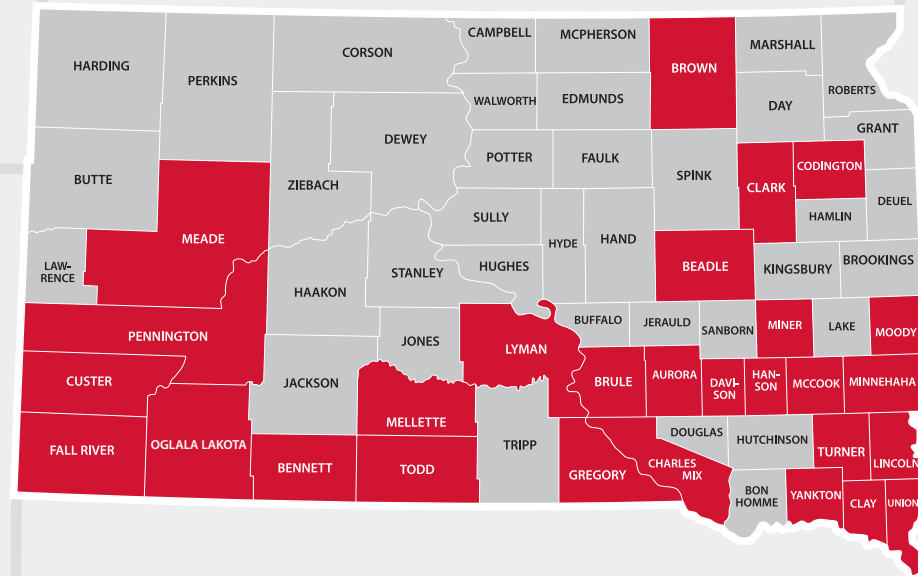 HARDING
PERKINS
CORSON
CAMPBELL
MCPHERSON
BROWN
MARSHALL
ROBERTS
BUTTE
MEADE
ZIEBACH
DEWEY
WALWORTH
EDMUNDS
DAY
GRANT
POTTER
FAULK
SPINK
CLARK
CODINGTON
DEUEL
HAMLIN
LAW-
RENCE
HAAKON
STANLEY
SULLY
HUGHES
HYDE
HAND
BEADLE
KINGSBURY
BROOKINGS
PENNINGTON
JONES
LYMAN
BUFFALO
JERAULD
SANBORN
MINER
LAKE
MOODY
CUSTER
JACKSON
MELLETTE
BRULE
AURORA
DAVI-
SON
HAN-
SON
MCCOOK
MINNEHAHA
FALL RIVER
OGLALA LAKOTA
BENNETT
TODD
TRIPP
GREGORY
CHARLES
MIX
DOUGLAS
HUTCHINSON
TURNER
LINCOLN
BON
HOMME
YANKTON
CLAY
UNION